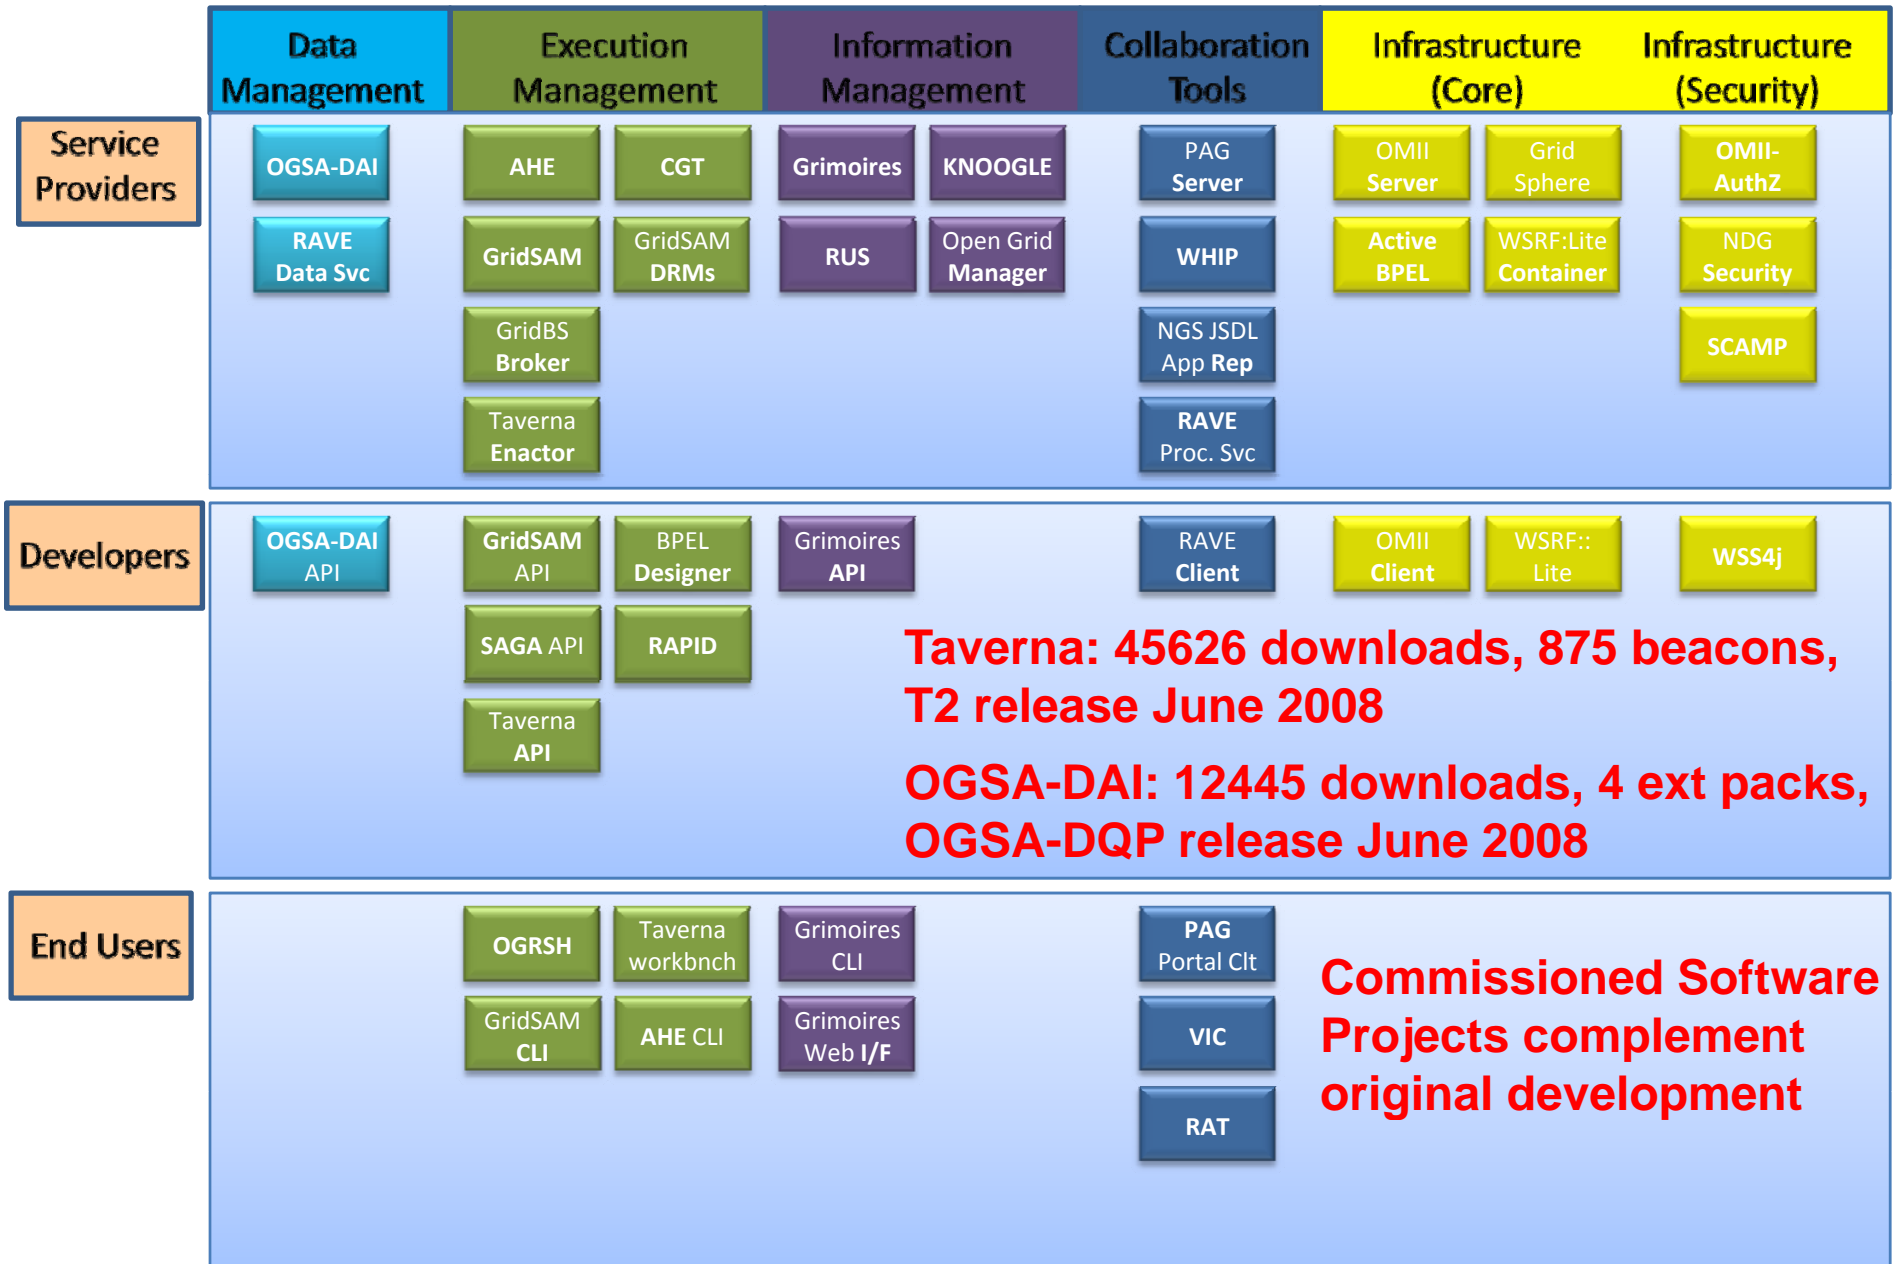 Data
Management
Execution
Management
Information
Management
Collaboration
Tools
Infrastructure
(Core)
Infrastructure
(Security)
Service
Providers
OGSA-DAI
AHE
CGT
Grimoires
KNOOGLE
PAG
Server
OMII
Server
Grid
Sphere
OMII-
AuthZ
RAVE
Data Svc
GridSAM
GridSAM
DRMs
RUS
Open Grid
Manager
WHIP
Active
BPEL
WSRF:Lite
Container
NDG
Security
GridBS
Broker
NGS JSDL
App Rep
SCAMP
Taverna
Enactor
RAVE
Proc. Svc
Developers
OGSA-DAI
API
GridSAM
API
BPEL
Designer
Grimoires
API
RAVE
Client
OMII
Client
WSRF::
Lite
WSS4j
SAGA API
RAPID
Taverna
API
Taverna: 45626 downloads, 875 beacons,
T2 release June 2008
OGSA-DAI: 12445 downloads, 4 ext packs,
OGSA-DQP release June 2008
End Users
OGRSH
Taverna
workbnch
Grimoires
CLI
PAG
Portal Clt
GridSAM
CLI
AHE CLI
Grimoires
Web I/F
VIC
RAT
Commissioned Software
Projects complement
original development